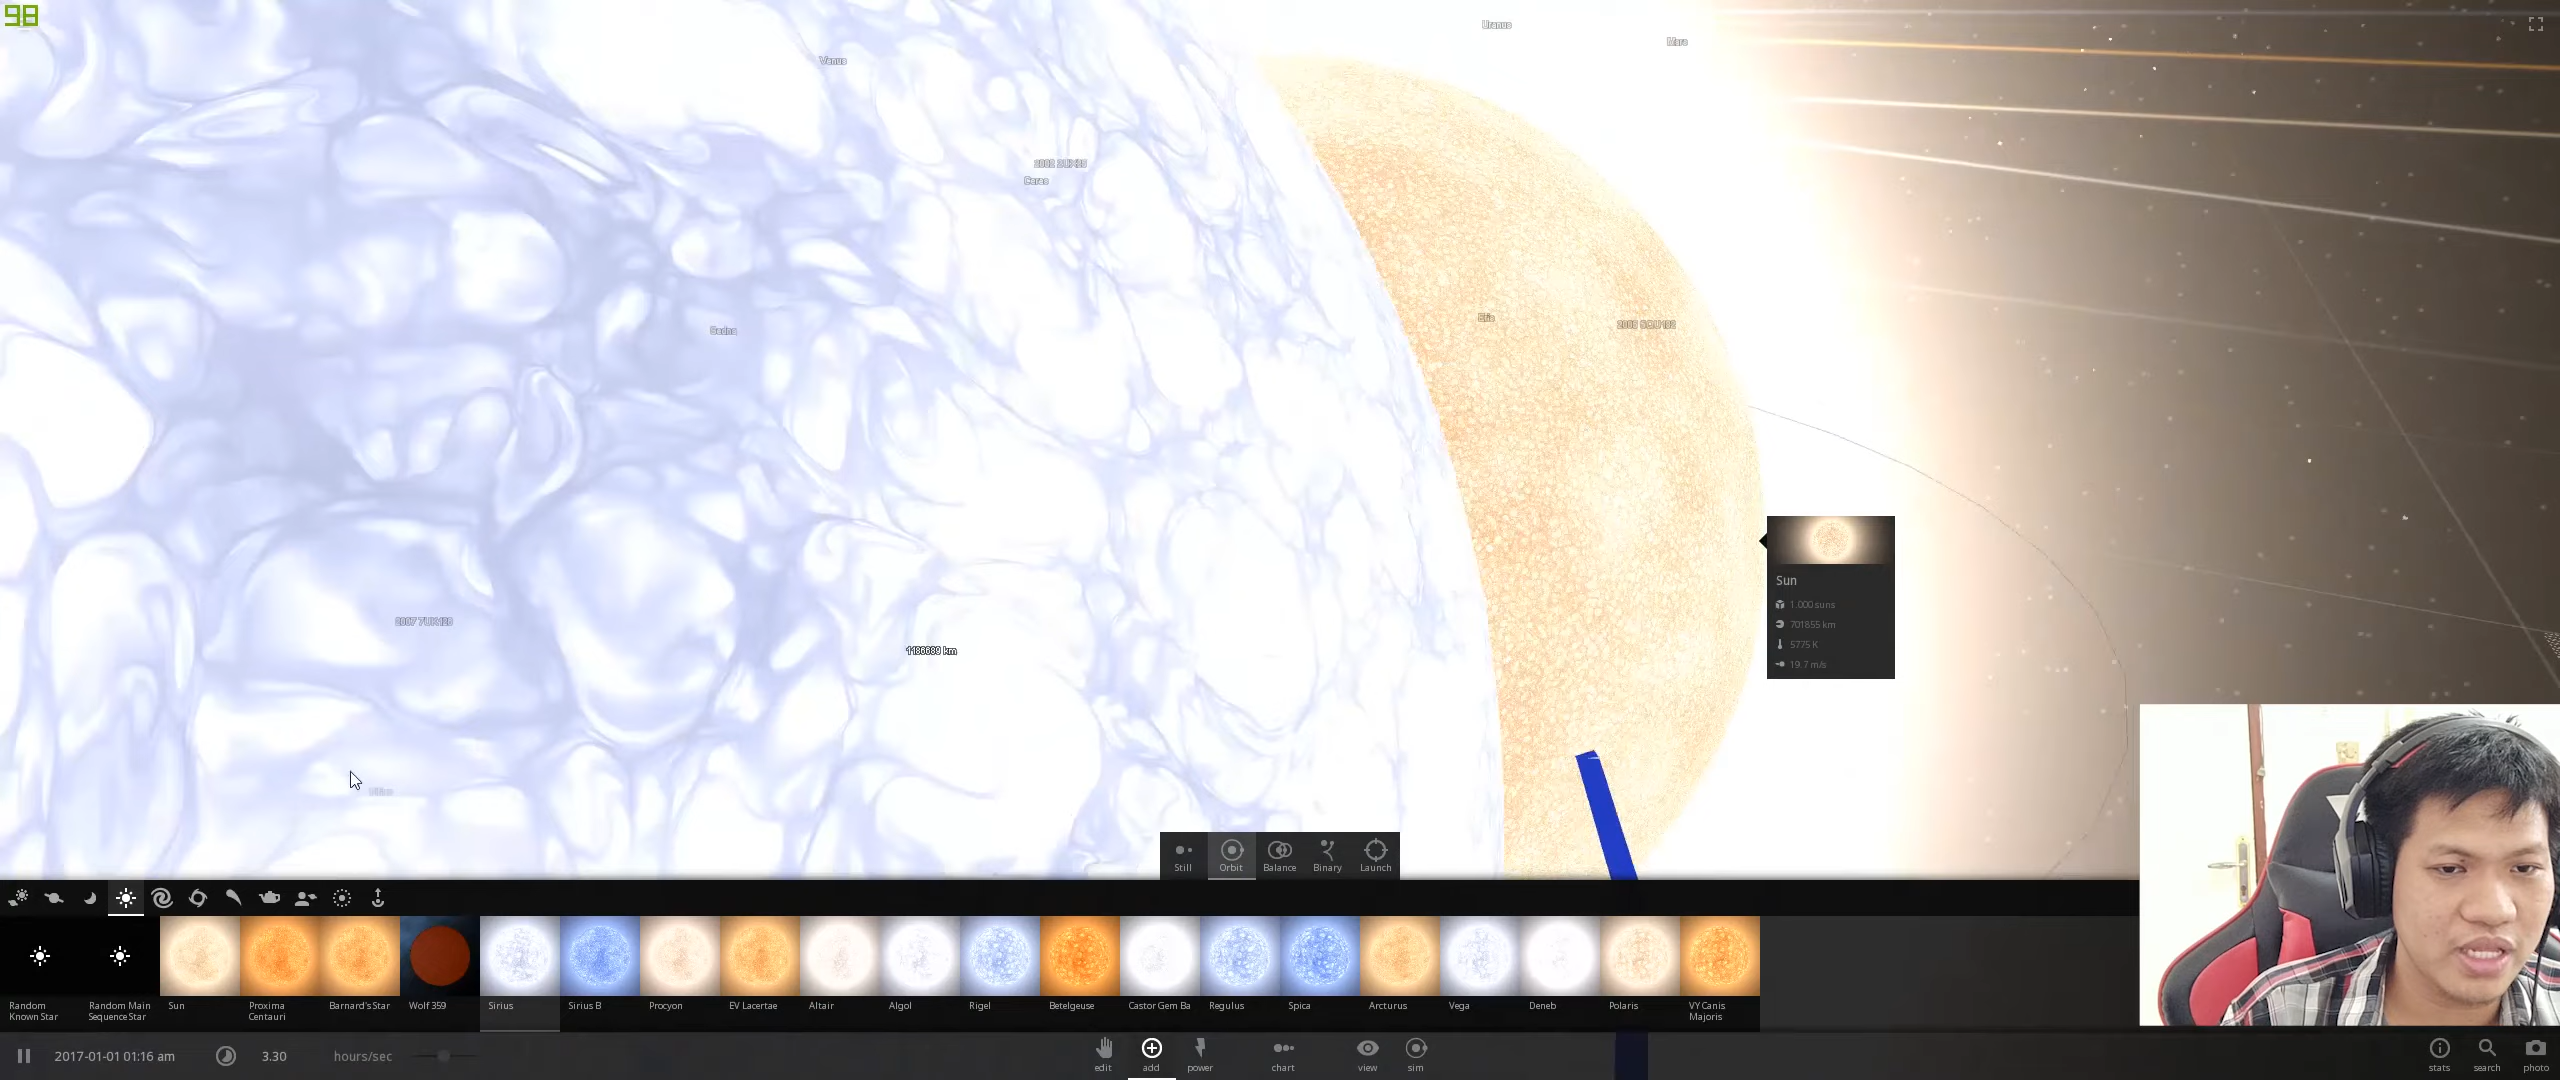 98
Uranus
Mars
Venus
Ceres
Sedna
Eris
1186689 km
Sun
1.000 suns
701855 km
5775 K
19.7 m/s
Still
Orbit
Balance
Binary
Launch
Random Known Star
Random Main Sequence Star
Sun
Proxima Centauri
Barnard's Star
Wolf 359
Sirius
Sirius B
Procyon
EV Lacertae
Altair
Algol
Rigel
Betelgeuse
Castor Gem Ba
Regulus
Spica
Arcturus
Vega
Deneb
Polaris
VY Canis Majoris
2017-01-01 01:16 am
3.30
hours/sec
edit
add
power
chart
view
sim
stats
search
photo